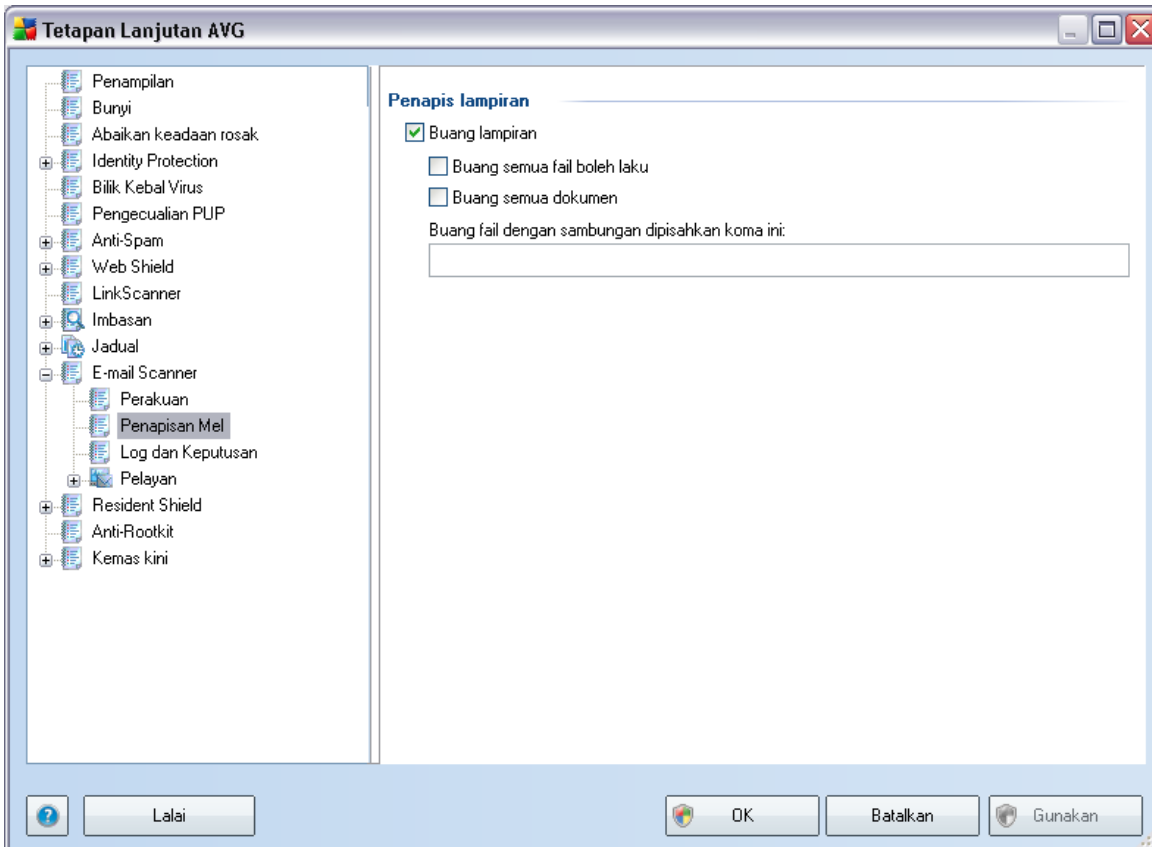 Tetapan Lanjutan AVG
Penampilan
Bunyi
Abaikan keadaan rosak
Identity Protection
Bilik Kebal Virus
Pengecualian PUP
Anti-Spam
Web Shield
LinkScanner
Imbasan
Jadual
E-mail Scanner
Perakuan
Penapisan Mel
Log dan Keputusan
Pelayan
Resident Shield
Anti-Rootkit
Kemas kini
Penapis lampiran
Buang lampiran
Buang semua fail boleh laku
Buang semua dokumen
Buang fail dengan sambungan dipisahkan koma ini:
Lalai
OK
Batalkan
Gunakan